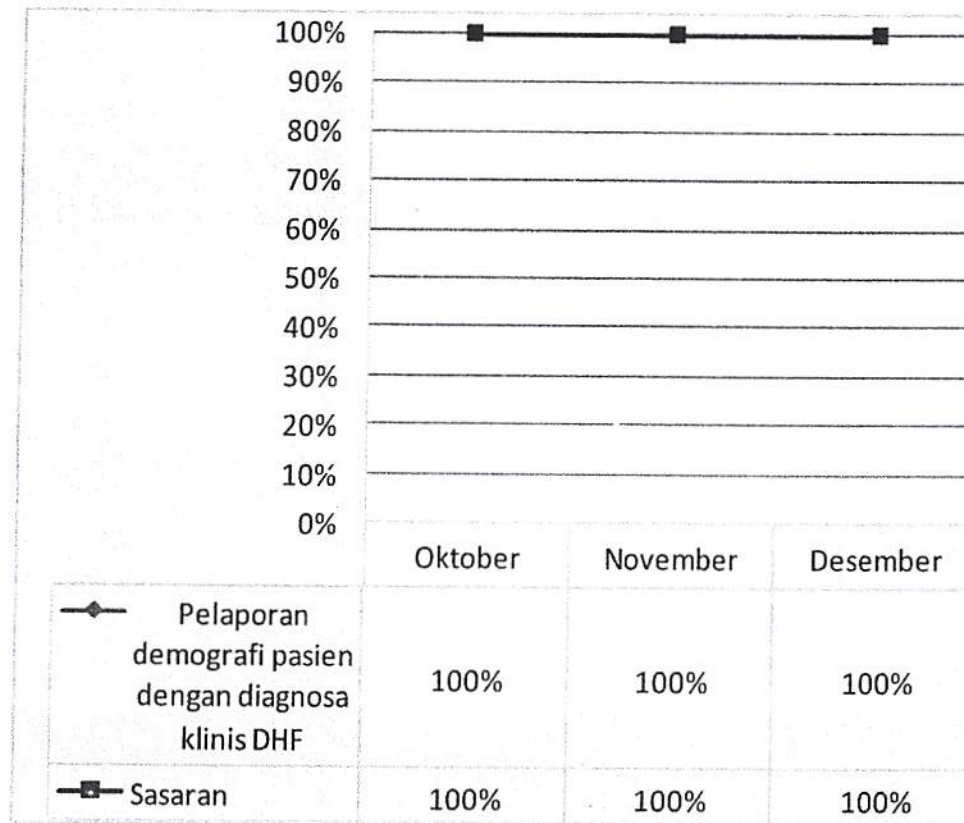 100%
90%
80%
70%
60%
50%
40%
30%
20%
10%
0%
Oktober November Desember
Pelaporan
demografi pasien
dengan diagnosa
klinis DHF
100% 100% 100%
Sasaran 100% 100% 100%